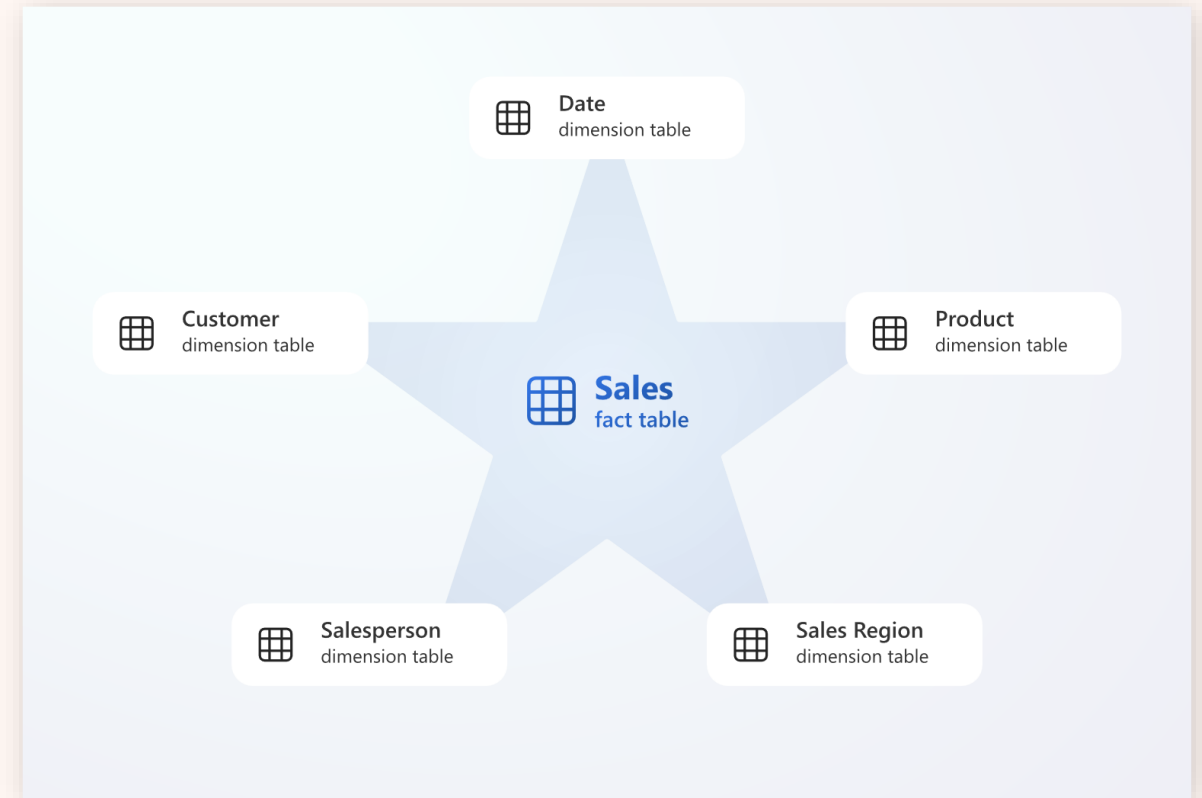 Date
dimension table
Customer
dimension table
Product
dimension table
Sales
fact table
Salesperson
dimension table
Sales Region
dimension table